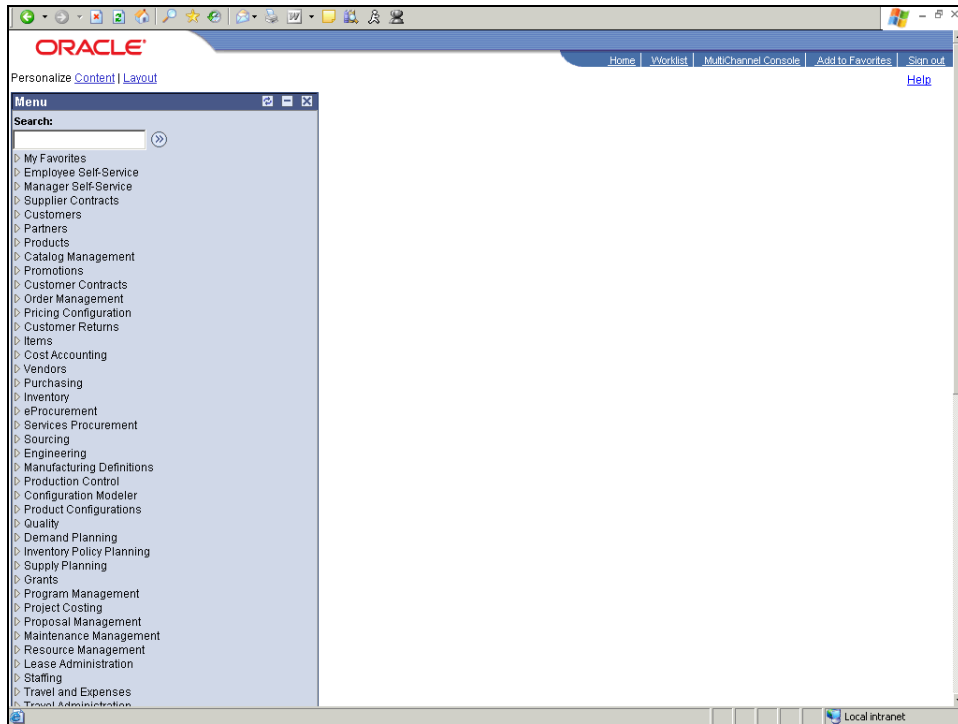 ORACLE
Home | Worklist | MultiChannel Console | Add to Favorites | Sign out
Personalize Content | Layout
Help
Menu
Search:
My Favorites
Employee Self-Service
Manager Self-Service
Supplier Contracts
Customers
Partners
Products
Catalog Management
Promotions
Customer Contracts
Order Management
Pricing Configuration
Customer Returns
Items
Cost Accounting
Vendors
Purchasing
Inventory
eProcurement
Services Procurement
Sourcing
Engineering
Manufacturing Definitions
Production Control
Configuration Modeler
Product Configurations
Quality
Demand Planning
Inventory Policy Planning
Supply Planning
Grants
Program Management
Project Costing
Proposal Management
Maintenance Management
Resource Management
Lease Administration
Staffing
Travel and Expenses
Travel Administration
Local intranet